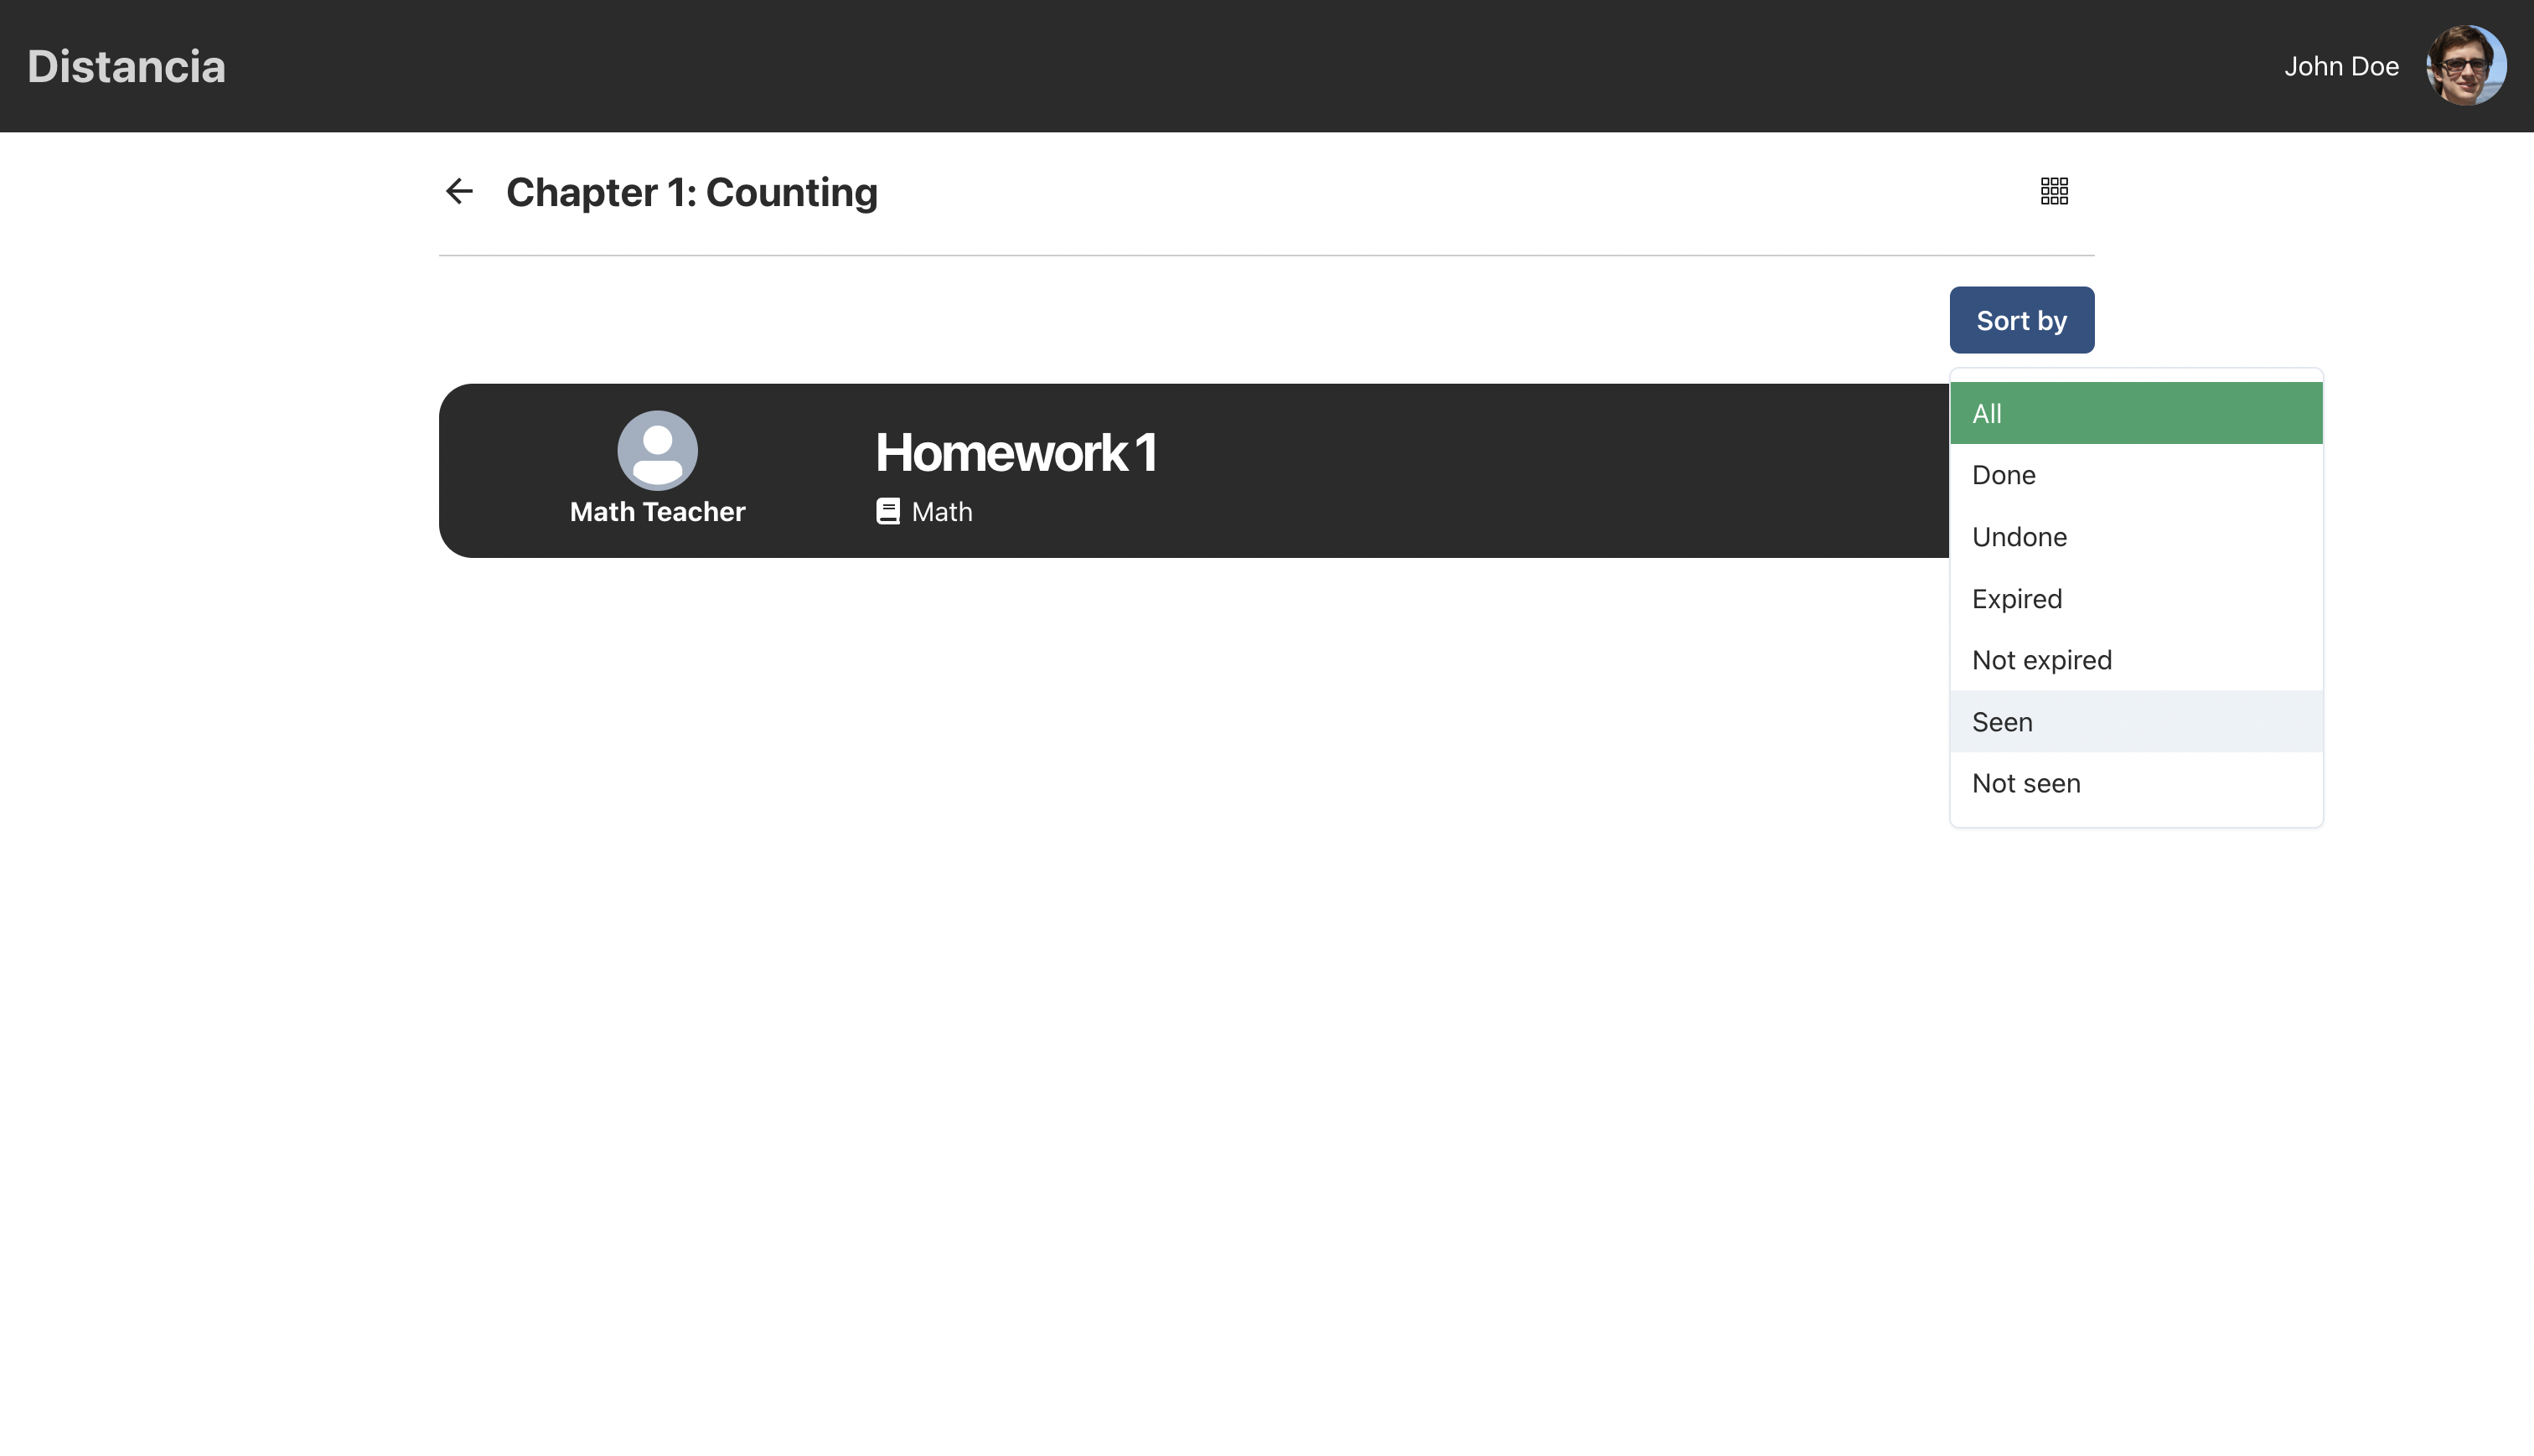 Distancia
John Doe
Chapter 1: Counting
Sort by
All
Done
Undone
Expired
Not expired
Seen
Not seen
Homework 1
Math Teacher
Math